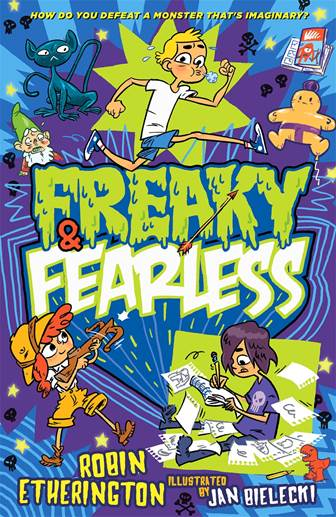 HOW DO YOU DEFEAT A MONSTER THAT'S IMAGINARY?
FREAKY
&
FEARLESS
ROBIN
ETHERINGTON
ILLUSTRATED
BY JAN BIELECKI